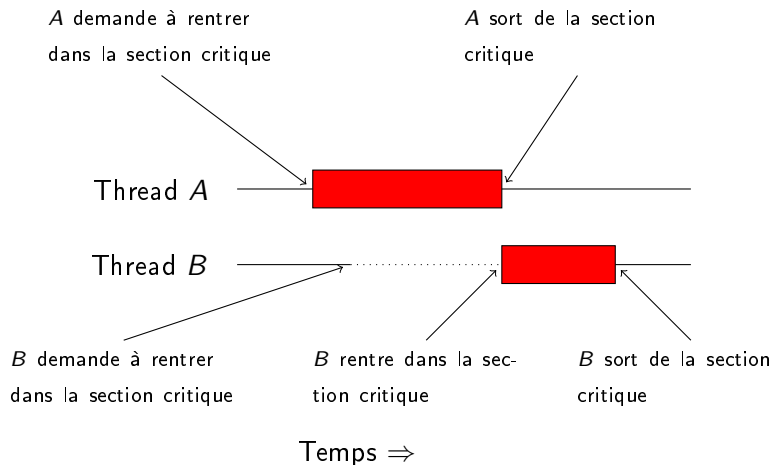 A demande à rentrer
dans la section critique
A sort de la section
critique
Thread A
Thread B
B demande à rentrer
dans la section critique
B rentre dans la sec-
tion critique
B sort de la section
critique
Temps ⇒